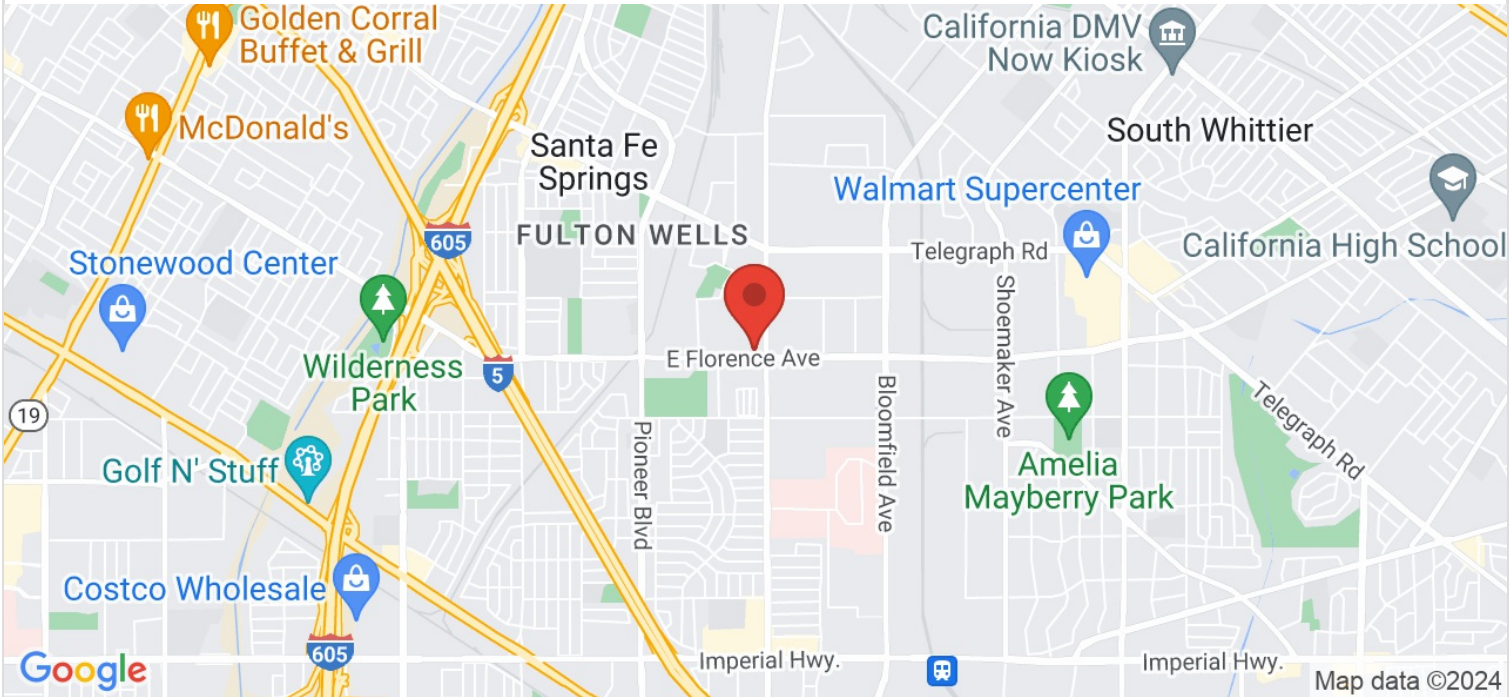 Golden Corral
Buffet & Grill
California DMV
Now Kiosk
McDonald's
South Whittier
Santa Fe
Springs
Walmart Supercenter
FULTON WELLS
605
Telegraph Rd
California High School
Stonewood Center
Shoemaker Ave
E Florence Ave
Wilderness
Park
5
19
Bloomfield Ave
Telegraph Rd
Pioneer Blvd
Golf N' Stuff
Amelia
Mayberry Park
Costco Wholesale
605
Imperial Hwy.
Imperial Hwy.
Google
Map data ©2024